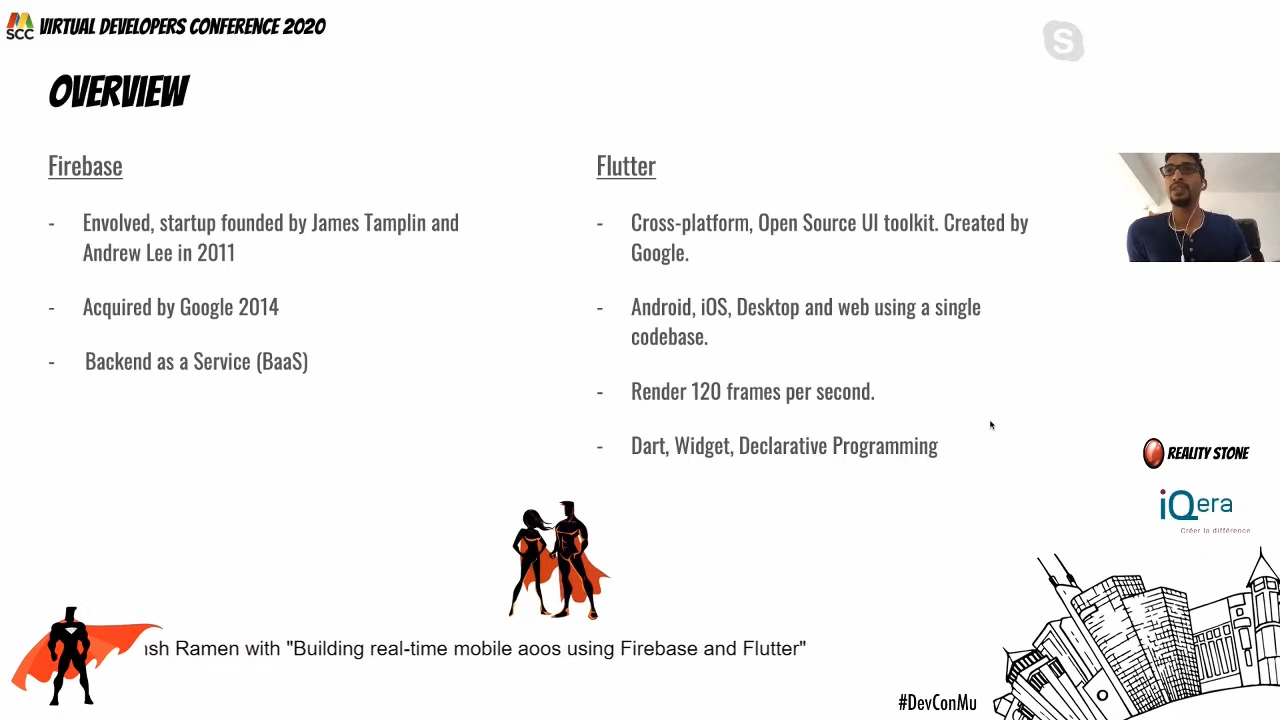 SCC VIRTUAL DEVELOPERS CONFERENCE 2020
S
OVERVIEW
Firebase
- Envolved, startup founded by James Tamplin and
Andrew Lee in 2011
- Acquired by Google 2014
- Backend as a Service (BaaS)
Flutter
- Cross-platform, Open Source UI toolkit. Created by
Google.
- Android, iOS, Desktop and web using a single
codebase.
- Render 120 frames per second.
- Dart, Widget, Declarative Programming
REALITY STONE
iQera
Créer la différence
Ramen with "Building real-time mobile aoos using Firebase and Flutter"
#DevConMu